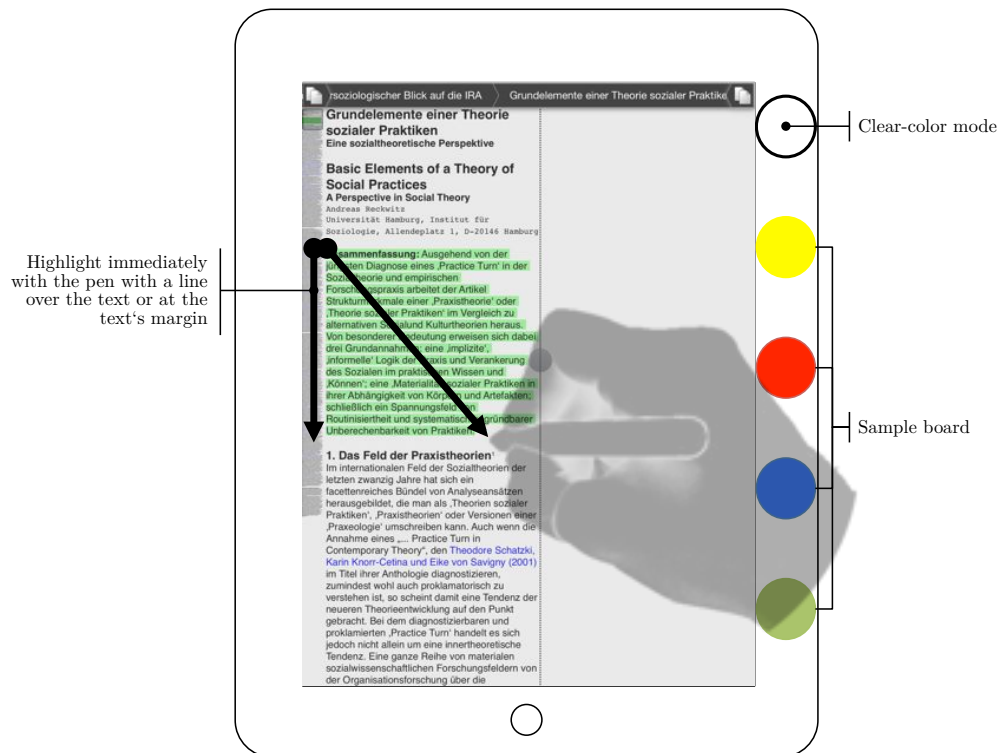 rsoziologischer Blick auf die IRA
Grundelemente einer Theorie sozialer Praktike
Grundelemente einer Theorie
sozialer Praktiken
Eine sozialtheoretische Perspektive
Basic Elements of a Theory of
Social Practices
A Perspective in Social Theory
Andreas Reckwitz
Universität Hamburg, Institut für
Soziologie, Allendeplatz 1, D-20146 Hamburg
ammenfassung: Ausgehend von der
jüngsten Diagnose eines ‚Practice Turn' in der
Sozialtheorie und empirischen
Forschungspraxis arbeitet der Artikel
Strukturmerkmale einer ‚Praxistheorie' oder
‚Theorie sozialer Praktiken' im Vergleich zu
alternativen Sozialund Kulturtheorien heraus.
Von besonderer Bedeutung erweisen sich dabei
drei Grundannahmen: eine ‚implizite',
‚informelle' Logik der Praxis und Verankerung
des Sozialen im praktischen Wissen und
‚Können'; eine ‚Materialität' sozialer Praktiken in
ihrer Abhängigkeit von Körpern und Artefakten;
schließlich ein Spannungsfeld von
Routinisiertheit und systematisch begründbarer
Unberechenbarkeit von Praktiken.
1. Das Feld der Praxistheorien¹
Im internationalen Feld der Sozialtheorien der
letzten zwanzig Jahre hat sich ein
facettenreiches Bündel von Analyseansätzen
herausgebildet, die man als ‚Theorien sozialer
Praktiken', ‚Praxistheorien' oder Versionen einer
‚Praxeologie' umschreiben kann. Auch wenn die
Annahme eines „... Practice Turn in
Contemporary Theory", den Theodore Schatzki,
Karin Knorr-Cetina und Eike von Savigny (2001)
im Titel ihrer Anthologie diagnostizieren,
zumindest wohl auch proklamatorisch zu
verstehen ist, so scheint damit eine Tendenz der
neueren Theorieentwicklung auf den Punkt
gebracht. Bei dem diagnostizierbaren und
proklamierten ‚Practice Turn' handelt es sich
jedoch nicht allein um eine innertheoretische
Tendenz. Eine ganze Reihe von materialen
sozialwissenschaftlichen Forschungsfeldern von
der Organisationsforschung über die
Highlight immediately
with the pen with a line
over the text or at the
text‘s margin
Clear-color mode
Sample board